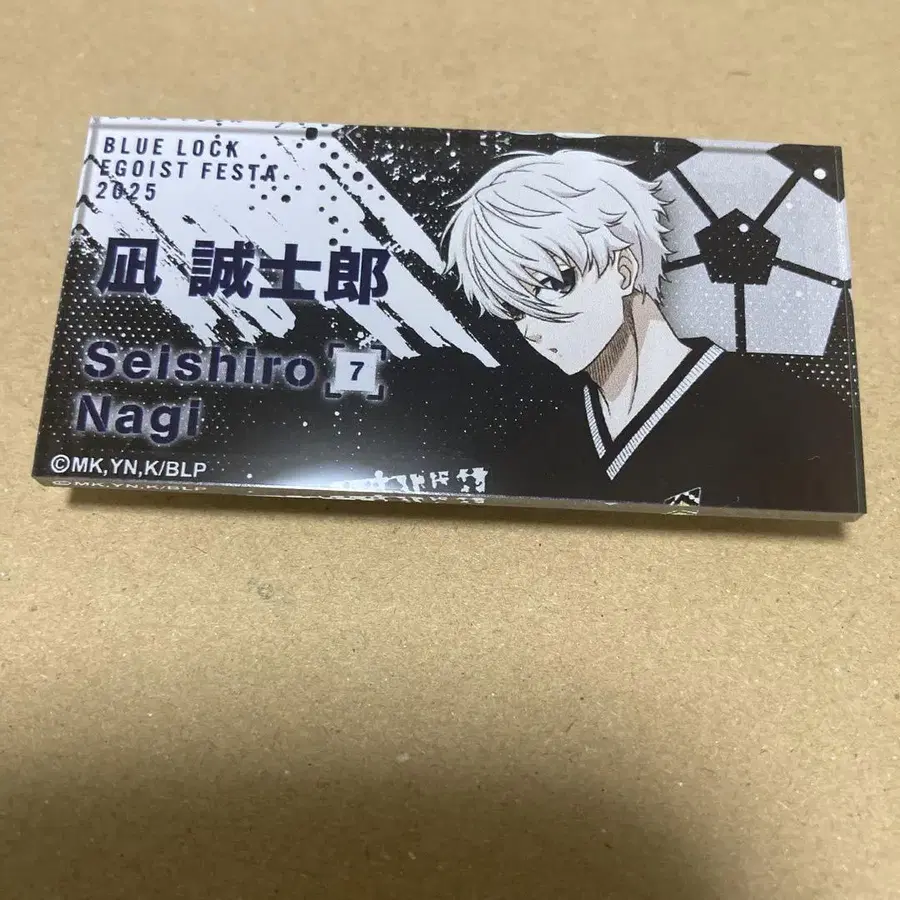 BLUE LOCK
EGOIST FESTA
2025
凪 誠士郎
Seishiro 7
Nagi
©MK,YN,K/BLP